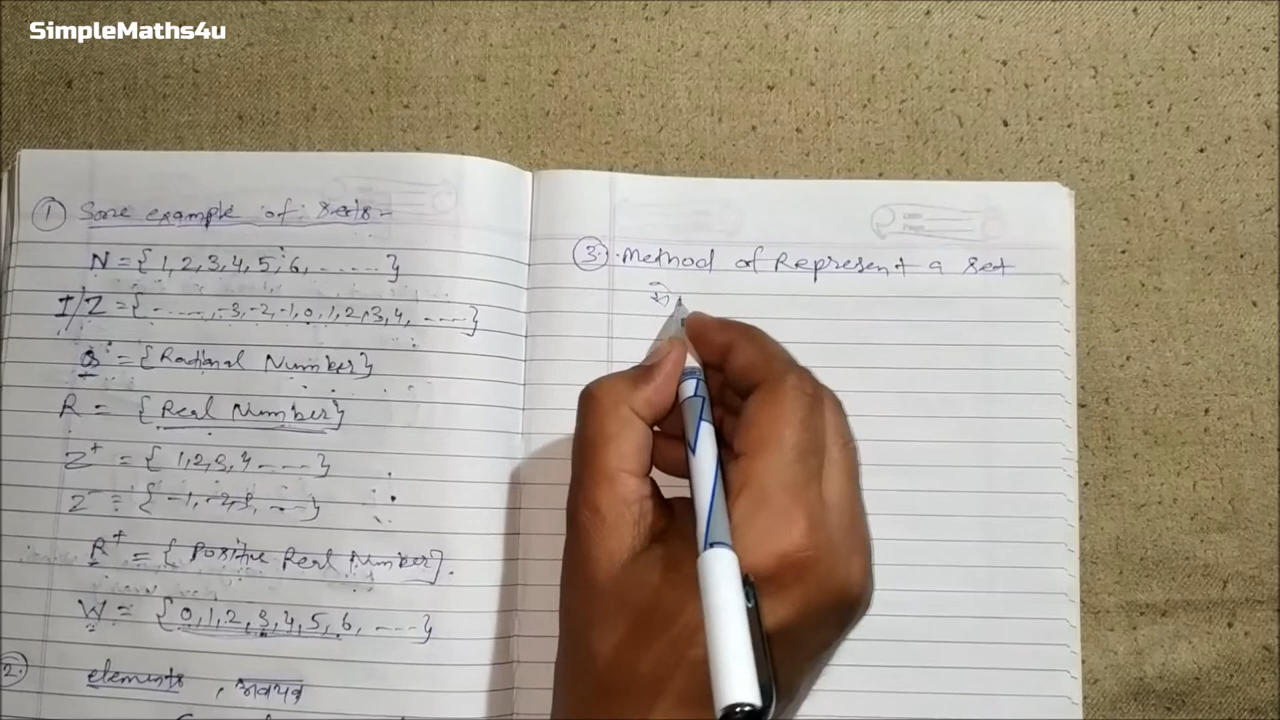 SimpleMaths4u
① Some example of sets-
N = { 1, 2, 3, 4, 5, 6, ...... }
I/Z = { ------, -3, -2, -1, 0, 1, 2, 3, 4, ----- }
Q = { Rational Number }
R = { Real Number }
Z⁺ = { 1, 2, 3, 4 ----- }
Z⁻ = { -1, -2, 3, ---- }
R⁺ = { Positive Real Number }.
W = { 0, 1, 2, 3, 4, 5, 6, ----- }
2. elements, अवयव
③. Method of Represent a set